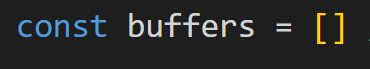 const buffers = []